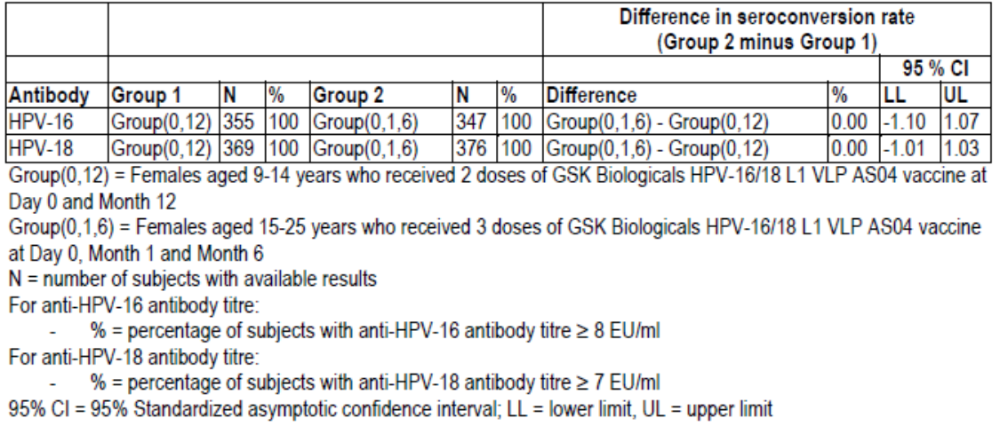 Difference in seroconversion rate
(Group 2 minus Group 1)
95 % CI
Antibody Group 1 N % Group 2 N % Difference % LL UL
HPV-16 Group(0,12) 355 100 Group(0,1,6) 347 100 Group(0,1,6) - Group(0,12) 0.00 -1.10 1.07
HPV-18 Group(0,12) 369 100 Group(0,1,6) 376 100 Group(0,1,6) - Group(0,12) 0.00 -1.01 1.03
Group(0,12) = Females aged 9-14 years who received 2 doses of GSK Biologicals HPV-16/18 L1 VLP AS04 vaccine at
Day 0 and Month 12
Group(0,1,6) = Females aged 15-25 years who received 3 doses of GSK Biologicals HPV-16/18 L1 VLP AS04 vaccine
at Day 0, Month 1 and Month 6
N = number of subjects with available results
For anti-HPV-16 antibody titre:
- % = percentage of subjects with anti-HPV-16 antibody titre ≥ 8 EU/ml
For anti-HPV-18 antibody titre:
- % = percentage of subjects with anti-HPV-18 antibody titre ≥ 7 EU/ml
95% CI = 95% Standardized asymptotic confidence interval; LL = lower limit, UL = upper limit